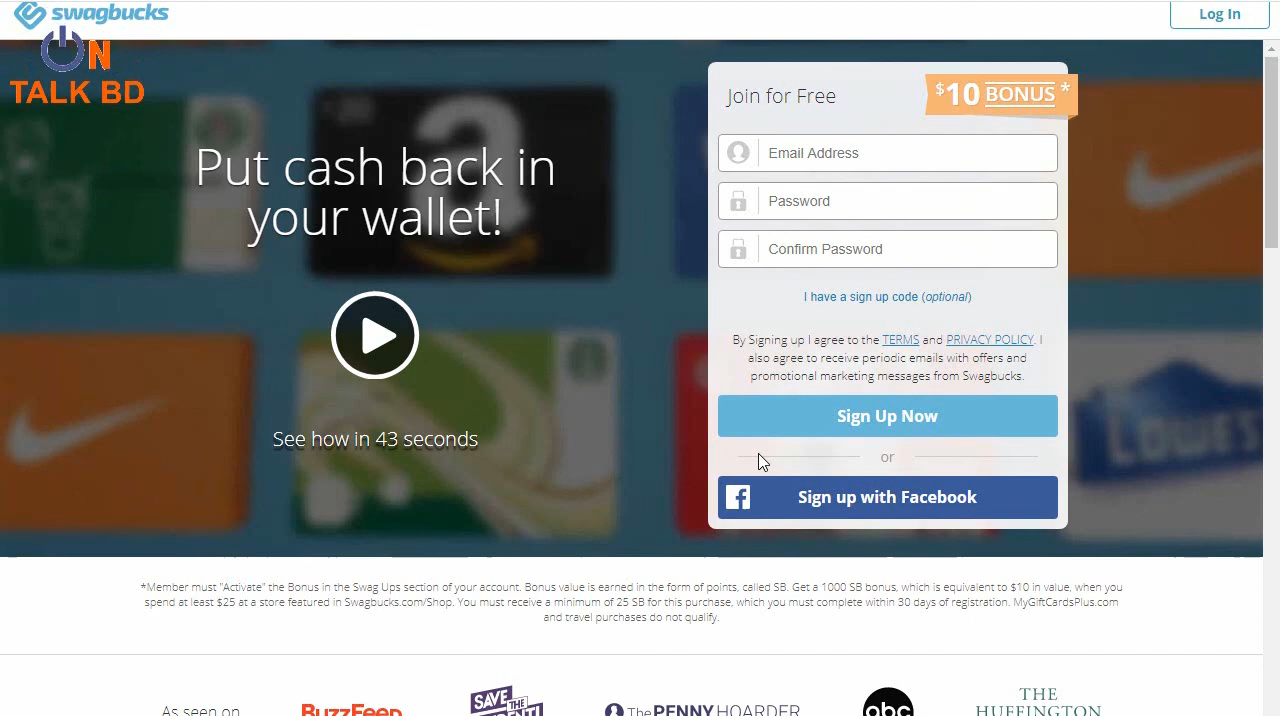 swagbucks
Log In
ON
TALK BD
Put cash back in
your wallet!
See how in 43 seconds
Join for Free
$10 BONUS*
Email Address
Password
Confirm Password
I have a sign up code (optional)
By Signing up I agree to the TERMS and PRIVACY POLICY. I
also agree to receive periodic emails with offers and
promotional marketing messages from Swagbucks.
Sign Up Now
or
Sign up with Facebook
LOWE'S
*Member must "Activate" the Bonus in the Swag Ups section of your account. Bonus value is earned in the form of points, called SB. Get a 1000 SB bonus, which is equivalent to $10 in value, when you
spend at least $25 at a store featured in Swagbucks.com/Shop. You must receive a minimum of 25 SB for this purchase, which you must complete within 30 days of registration. MyGiftCardsPlus.com
and travel purchases do not qualify.
As seen on
BuzzFeed
SAVE THE
The PENNY HOARDER
abc
THE
HUFFINGTON